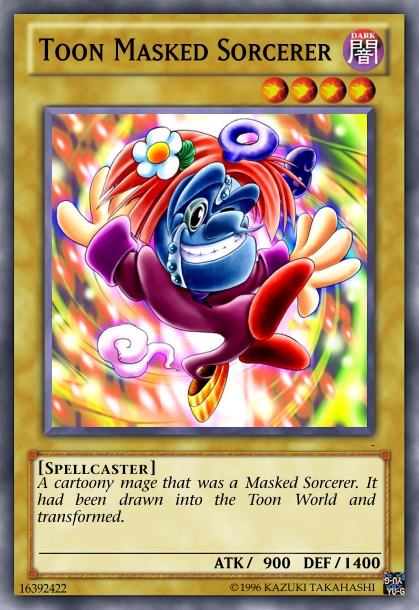 Toon Masked Sorcerer
DARK
闇
[Spellcaster]
A cartoony mage that was a Masked Sorcerer. It
had been drawn into the Toon World and
transformed.
ATK / 900 DEF / 1400
16392422
©1996 KAZUKI TAKAHASHI